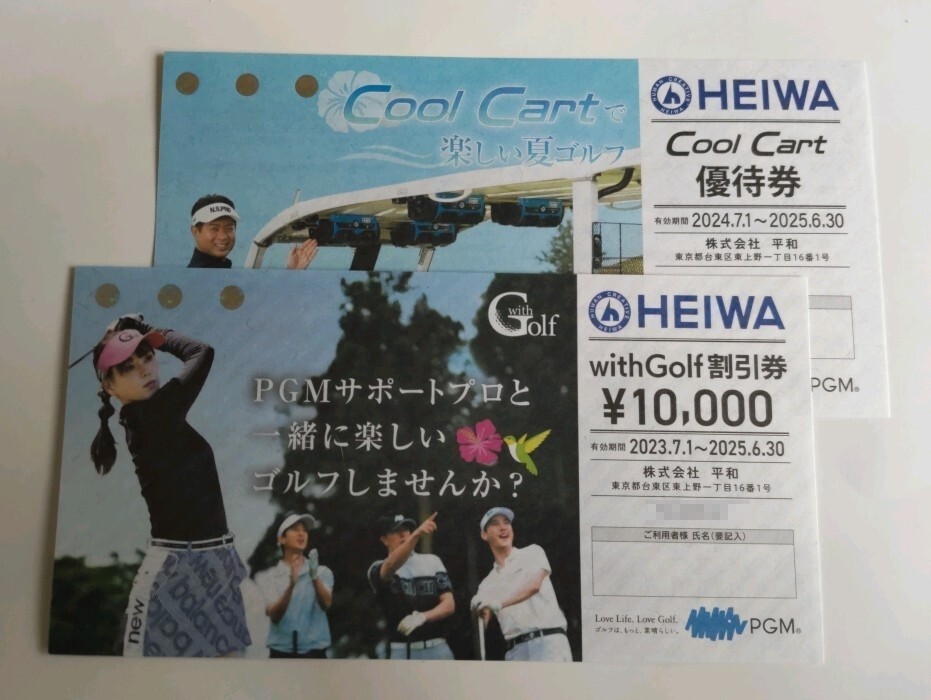 Cool Cartで
楽しい夏ゴルフ
HUMAN CREATIVE HEIWA
HEIWA
Cool Cart
優待券
有効期間 2024.7.1～2025.6.30
株式会社 平和
東京都台東区東上野一丁目16番1号
PGM®
with Golf
PGMサポートプロと
一緒に楽しい
ゴルフしませんか？
new balance
HUMAN CREATIVE HEIWA
HEIWA
withGolf 割引券
¥10,000
有効期間 2023.7.1～2025.6.30
株式会社 平和
東京都台東区東上野一丁目16番1号
ご利用者様 氏名(要記入)
Love Life. Love Golf.
ゴルフは、もっと、素晴らしい。
PGM®